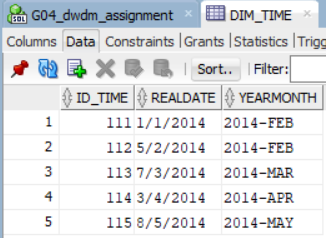 G04_dwdm_assignment DIM_TIME
Columns Data Constraints Grants Statistics Trigg
Sort.. Filter:
ID_TIME REALDATE YEARMONTH
1 111 1/1/2014 2014-FEB
2 112 5/2/2014 2014-FEB
3 113 7/3/2014 2014-MAR
4 114 3/4/2014 2014-APR
5 115 8/5/2014 2014-MAY